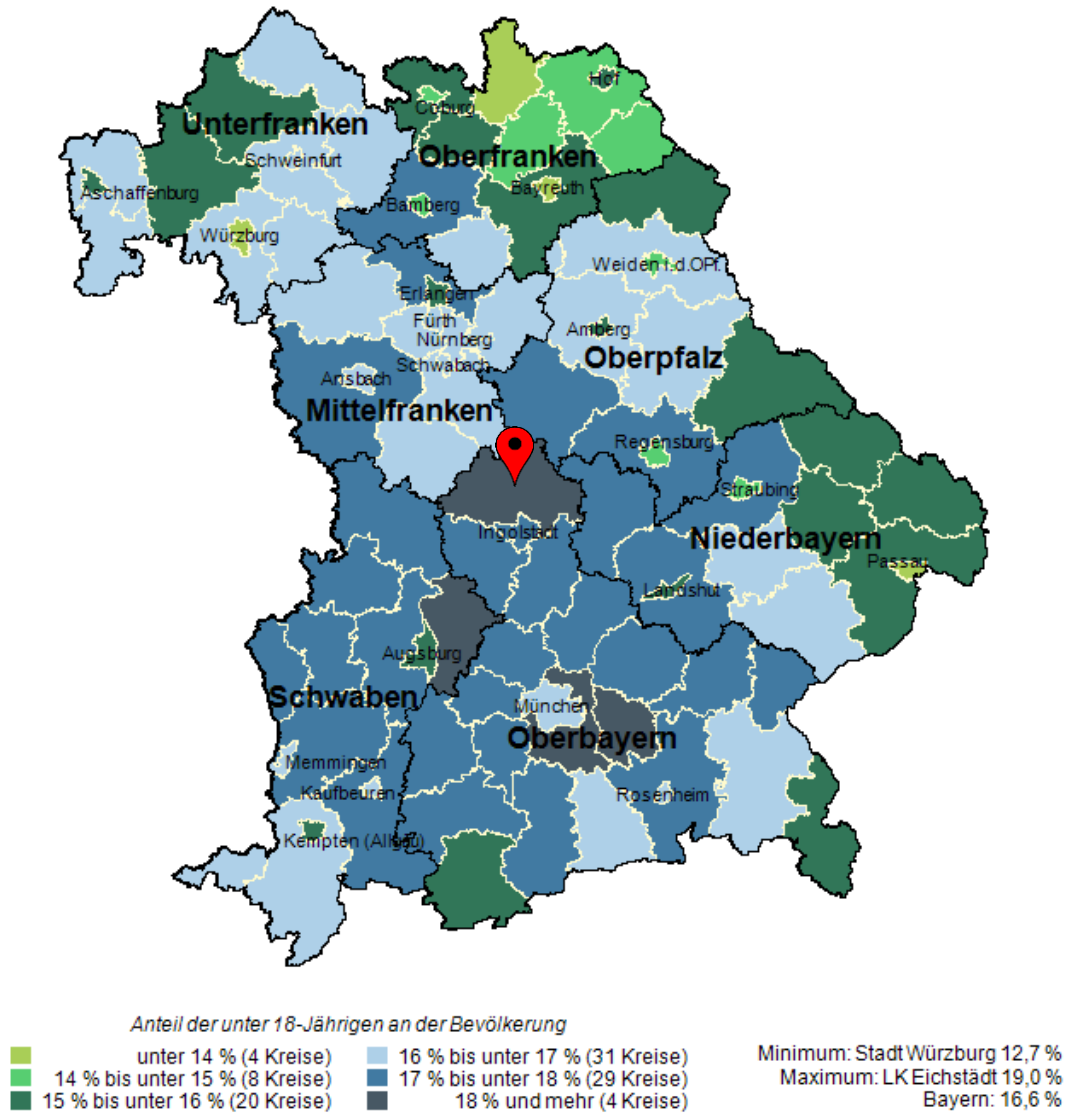 Hof
Coburg
Unterfranken
Oberfranken
Schweinfurt
Bayreuth
Aschaffenburg
Bamberg
Würzburg
Weiden i.d.OPf.
Erlangen
Fürth
Amberg
Nürnberg
Oberpfalz
Schwabach
Ansbach
Mittelfranken
Regensburg
Straubing
Ingolstadt
Niederbayern
Passau
Landshut
Augsburg
Schwaben
München
Oberbayern
Memmingen
Kaufbeuren
Rosenheim
Kempten (Allgäu)
Anteil der unter 18-Jährigen an der Bevölkerung
unter 14 % (4 Kreise)
14 % bis unter 15 % (8 Kreise)
15 % bis unter 16 % (20 Kreise)
16 % bis unter 17 % (31 Kreise)
17 % bis unter 18 % (29 Kreise)
18 % und mehr (4 Kreise)
Minimum: Stadt Würzburg 12,7 %
Maximum: LK Eichstädt 19,0 %
Bayern: 16,6 %